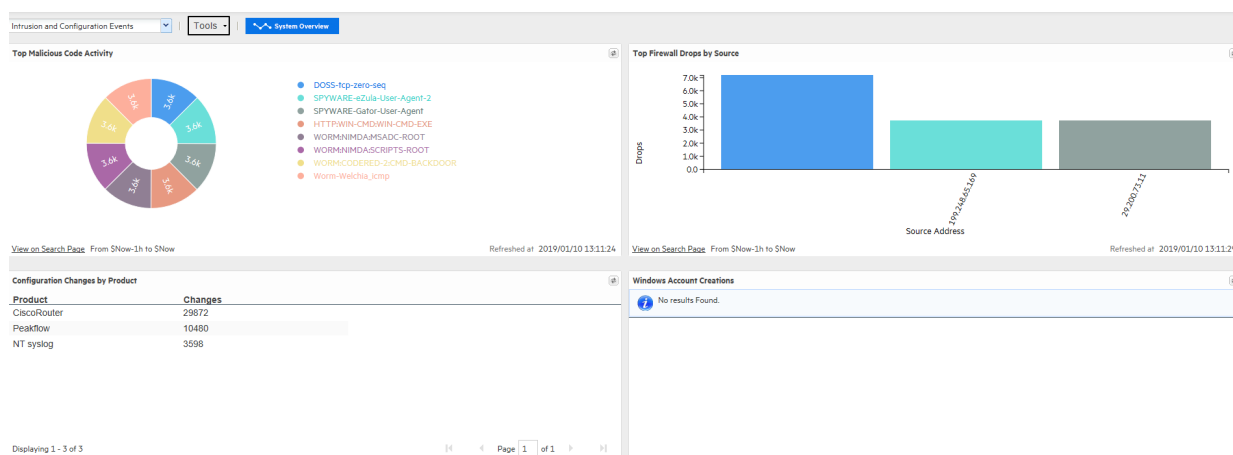 Intrusion and Configuration Events
Tools
System Overview
Top Malicious Code Activity
3.6k
3.6k
3.6k
3.6k
3.6k
3.6k
3.6k
3.6k
DOSS-tcp-zero-seq
SPYWARE-eZula-User-Agent-2
SPYWARE-Gator-User-Agent
HTTP:WIN-CMD:WIN-CMD-EXE
WORM:NIMDA:MSADC-ROOT
WORM:NIMDA:SCRIPTS-ROOT
WORM:CODERED-2:CMD-BACKDOOR
Worm-Welchia_icmp
View on Search Page From $Now-1h to $Now
Refreshed at 2019/01/10 13:11:24
Top Firewall Drops by Source
Drops
7.0k
6.0k
5.0k
4.0k
3.0k
2.0k
1.0k
0.0
199.248.65.169
29.200.73.11
Source Address
View on Search Page From $Now-1h to $Now
Refreshed at 2019/01/10 13:11:29
Configuration Changes by Product
Product Changes
CiscoRouter 29872
Peakflow 10480
NT syslog 3598
Displaying 1 - 3 of 3
Page 1 of 1
Windows Account Creations
No results Found.